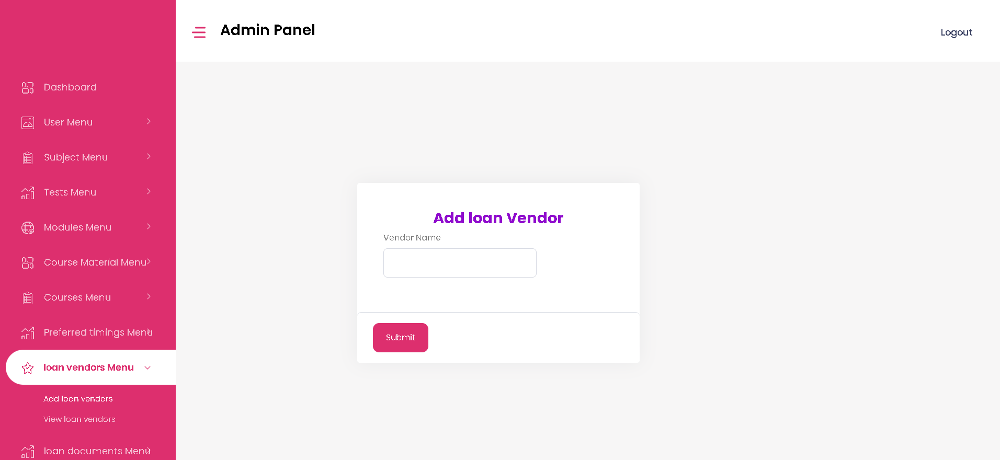 Admin Panel
Logout
Dashboard
User Menu
Subject Menu
Tests Menu
Modules Menu
Course Material Menu
Courses Menu
Preferred timings Menu
loan vendors Menu
Add loan vendors
View loan vendors
loan documents Menu
Add loan Vendor
Vendor Name
Submit